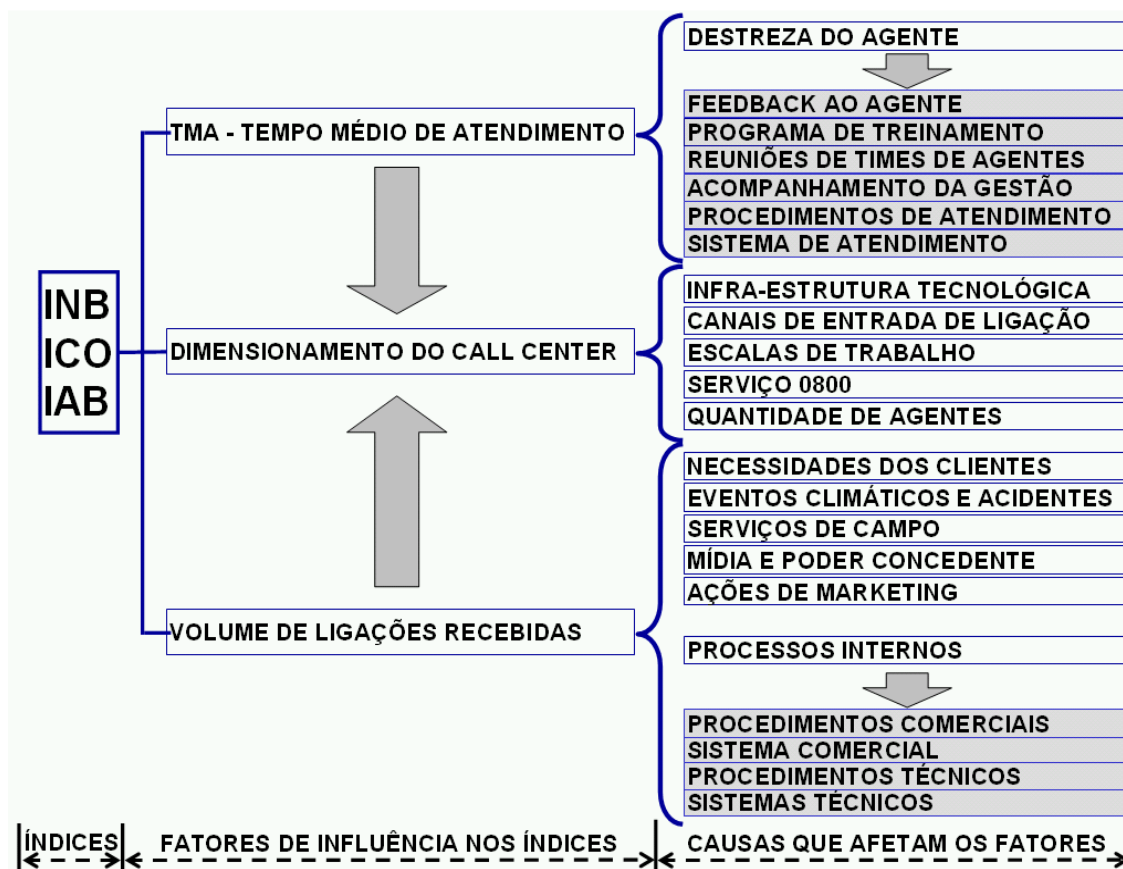 INB
ICO
IAB
TMA - TEMPO MÉDIO DE ATENDIMENTO
DIMENSIONAMENTO DO CALL CENTER
VOLUME DE LIGAÇÕES RECEBIDAS
DESTREZA DO AGENTE
FEEDBACK AO AGENTE
PROGRAMA DE TREINAMENTO
REUNIÕES DE TIMES DE AGENTES
ACOMPANHAMENTO DA GESTÃO
PROCEDIMENTOS DE ATENDIMENTO
SISTEMA DE ATENDIMENTO
INFRA-ESTRUTURA TECNOLÓGICA
CANAIS DE ENTRADA DE LIGAÇÃO
ESCALAS DE TRABALHO
SERVIÇO 0800
QUANTIDADE DE AGENTES
NECESSIDADES DOS CLIENTES
EVENTOS CLIMÁTICOS E ACIDENTES
SERVIÇOS DE CAMPO
MÍDIA E PODER CONCEDENTE
AÇÕES DE MARKETING
PROCESSOS INTERNOS
PROCEDIMENTOS COMERCIAIS
SISTEMA COMERCIAL
PROCEDIMENTOS TÉCNICOS
SISTEMAS TÉCNICOS
ÍNDICES
FATORES DE INFLUÊNCIA NOS ÍNDICES
CAUSAS QUE AFETAM OS FATORES